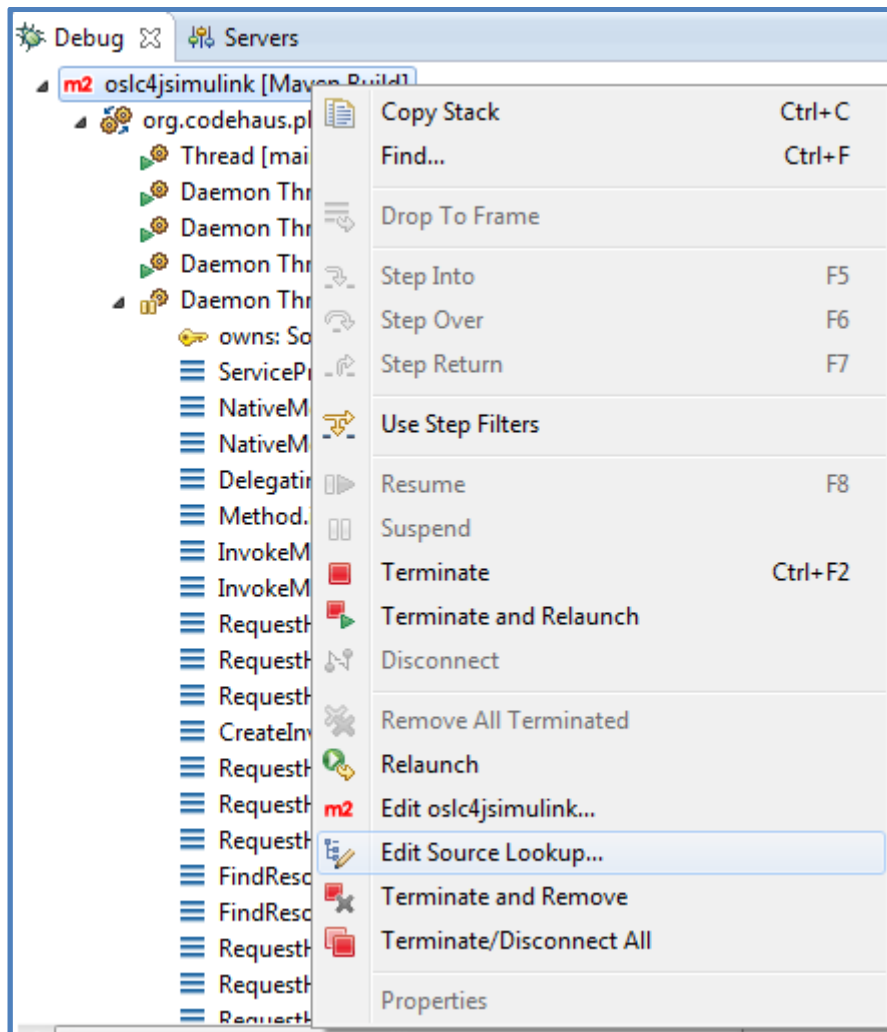 Debug Servers
m2 oslc4jsimulink [Maven Build]
org.codehaus.pl
Thread [mai
Daemon Thr
Daemon Thr
Daemon Thr
Daemon Thr
owns: So
ServicePr
NativeM
NativeM
Delegatin
Method.
InvokeM
InvokeM
RequestH
RequestH
RequestH
CreateInv
RequestH
RequestH
RequestH
FindReso
FindReso
RequestH
RequestH
RequestH
Copy Stack Ctrl+C
Find... Ctrl+F
Drop To Frame
Step Into F5
Step Over F6
Step Return F7
Use Step Filters
Resume F8
Suspend
Terminate Ctrl+F2
Terminate and Relaunch
Disconnect
Remove All Terminated
Relaunch
m2 Edit oslc4jsimulink...
Edit Source Lookup...
Terminate and Remove
Terminate/Disconnect All
Properties